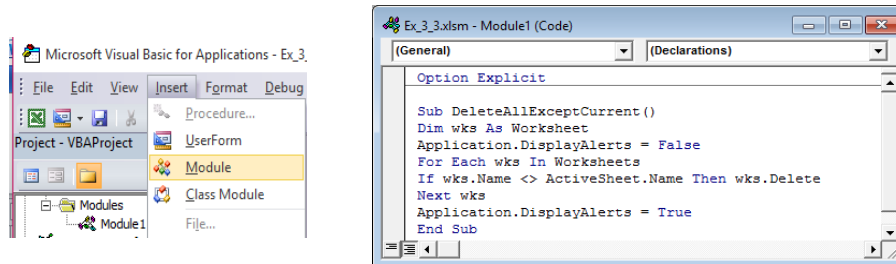 Microsoft Visual Basic for Applications - Ex_3_
File Edit View Insert Format Debug
Procedure...
Project - VBAProject
UserForm
Module
Class Module
Modules
Module1
File...
Ex_3_3.xlsm - Module1 (Code)
(General) (Declarations)
Option Explicit
Sub DeleteAllExceptCurrent()
Dim wks As Worksheet
Application.DisplayAlerts = False
For Each wks In Worksheets
If wks.Name <> ActiveSheet.Name Then wks.Delete
Next wks
Application.DisplayAlerts = True
End Sub